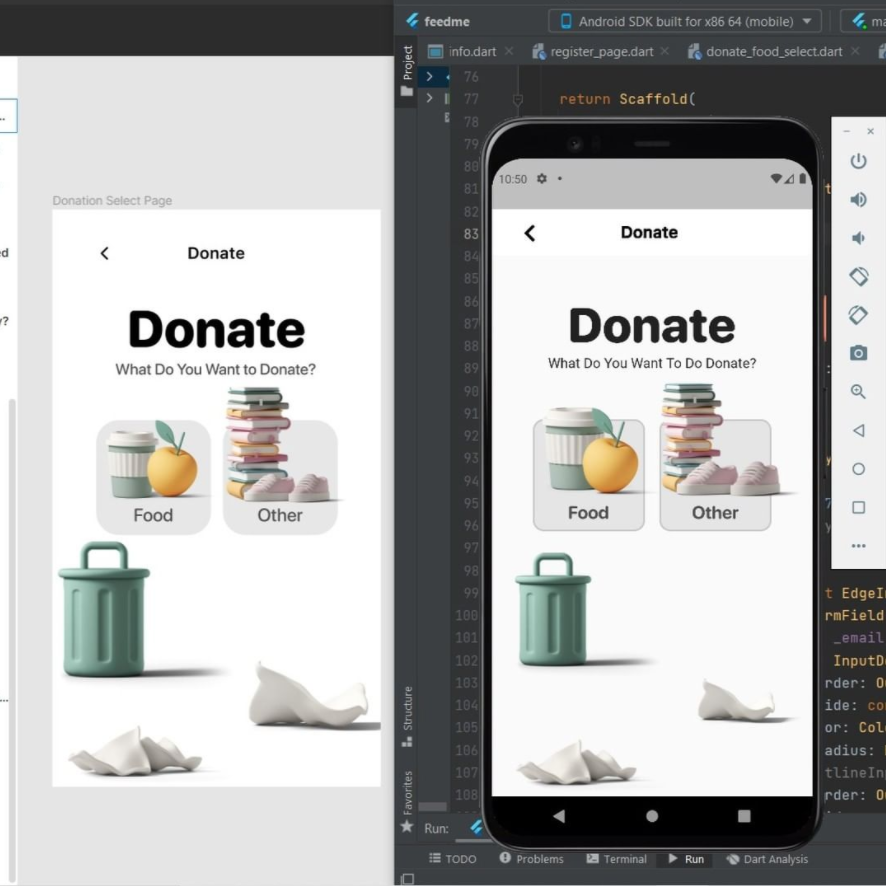 feedme
Android SDK built for x86 64 (mobile)
info.dart
register_page.dart
donate_food_select.dart
Project
76
77
return Scaffold(
78
79
80
81
82
83
84
85
86
87
88
89
90
91
92
93
94
95
96
97
98
99
100
101
102
103
104
105
106
107
108
Donation Select Page
Donate
Donate
What Do You Want to Donate?
Food
Other
10:50
Donate
Donate
What Do You Want To Do Donate?
Food
Other
t EdgeIn
rmField
_email
InputDe
rder: O
ide: co
or: Col
adius:
tlineIn
rder: O
Structure
Favorites
Run:
TODO
Problems
Terminal
Run
Dart Analysis